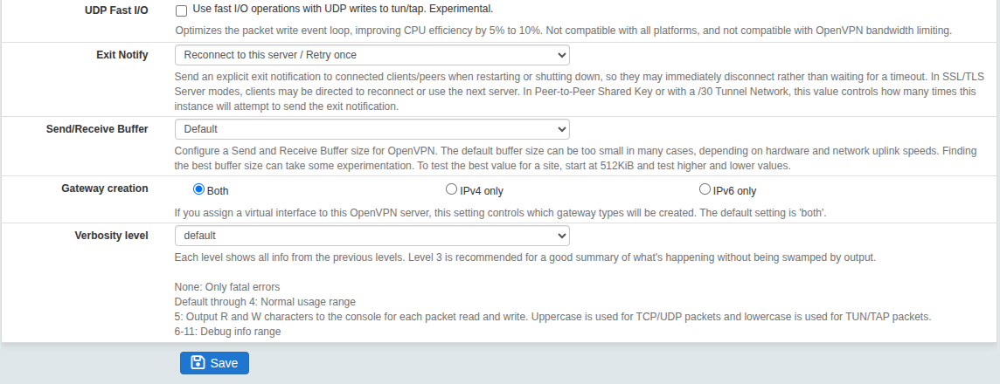 UDP Fast I/O
Use fast I/O operations with UDP writes to tun/tap. Experimental.
Optimizes the packet write event loop, improving CPU efficiency by 5% to 10%. Not compatible with all platforms, and not compatible with OpenVPN bandwidth limiting.
Exit Notify
Reconnect to this server / Retry once
Send an explicit exit notification to connected clients/peers when restarting or shutting down, so they may immediately disconnect rather than waiting for a timeout. In SSL/TLS
Server modes, clients may be directed to reconnect or use the next server. In Peer-to-Peer Shared Key or with a /30 Tunnel Network, this value controls how many times this
instance will attempt to send the exit notification.
Send/Receive Buffer
Default
Configure a Send and Receive Buffer size for OpenVPN. The default buffer size can be too small in many cases, depending on hardware and network uplink speeds. Finding
the best buffer size can take some experimentation. To test the best value for a site, start at 512KiB and test higher and lower values.
Gateway creation
Both
IPv4 only
IPv6 only
If you assign a virtual interface to this OpenVPN server, this setting controls which gateway types will be created. The default setting is 'both'.
Verbosity level
default
Each level shows all info from the previous levels. Level 3 is recommended for a good summary of what's happening without being swamped by output.
None: Only fatal errors
Default through 4: Normal usage range
5: Output R and W characters to the console for each packet read and write. Uppercase is used for TCP/UDP packets and lowercase is used for TUN/TAP packets.
6-11: Debug info range
Save